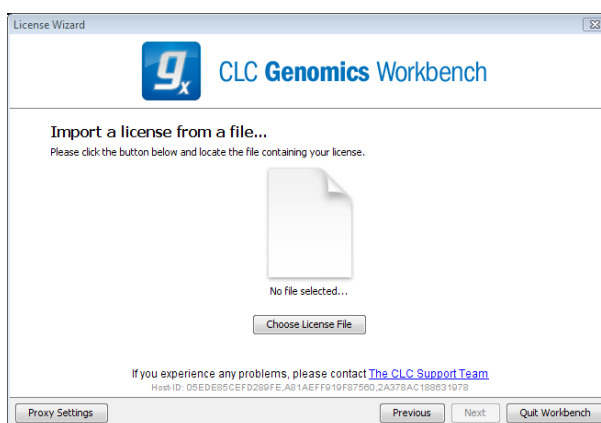 License Wizard
gx
CLC Genomics Workbench
Import a license from a file...
Please click the button below and locate the file containing your license.
No file selected...
Choose License File
If you experience any problems, please contact The CLC Support Team
Host-ID: 05EDE85CEFD289FE,A81AEFF919F87560,2A378AC188631978
Proxy Settings Previous Next Quit Workbench